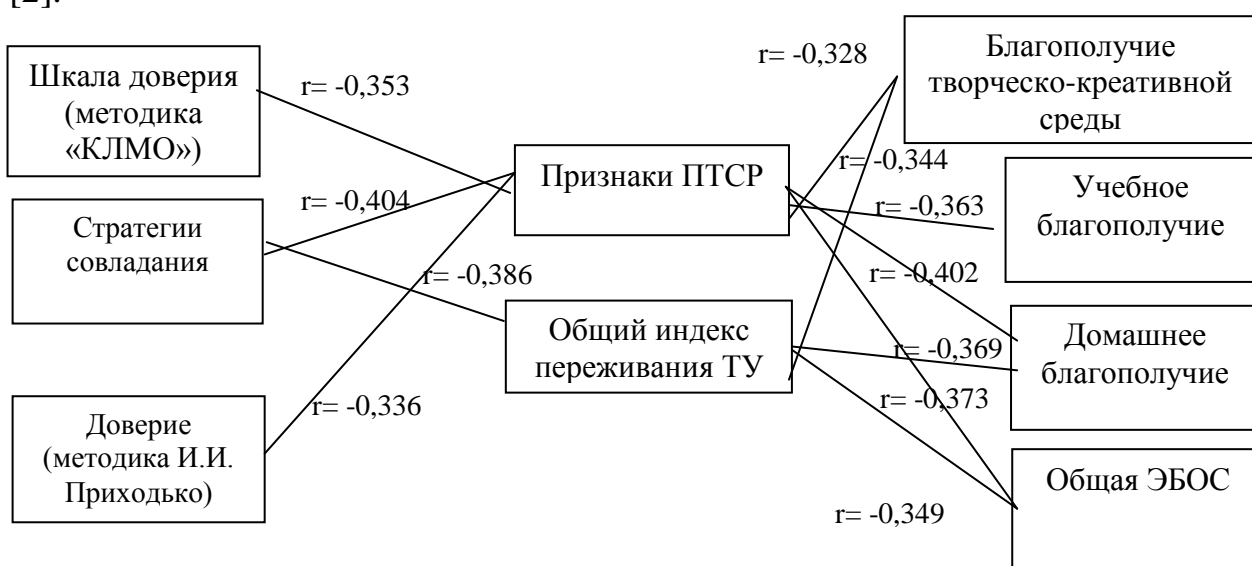 [2].
Шкала доверия
(методика
«КЛМО»)
Стратегии
совладания
Доверие
(методика И.И.
Приходько)
r= -0,353
r= -0,404
r= -0,386
r= -0,336
Признаки ПТСР
Общий индекс
переживания ТУ
r= -0,328
r= -0,344
r= -0,363
r= -0,402
r= -0,369
r= -0,373
r= -0,349
Благополучие
творческо-креативной
среды
Учебное
благополучие
Домашнее
благополучие
Общая ЭБОС